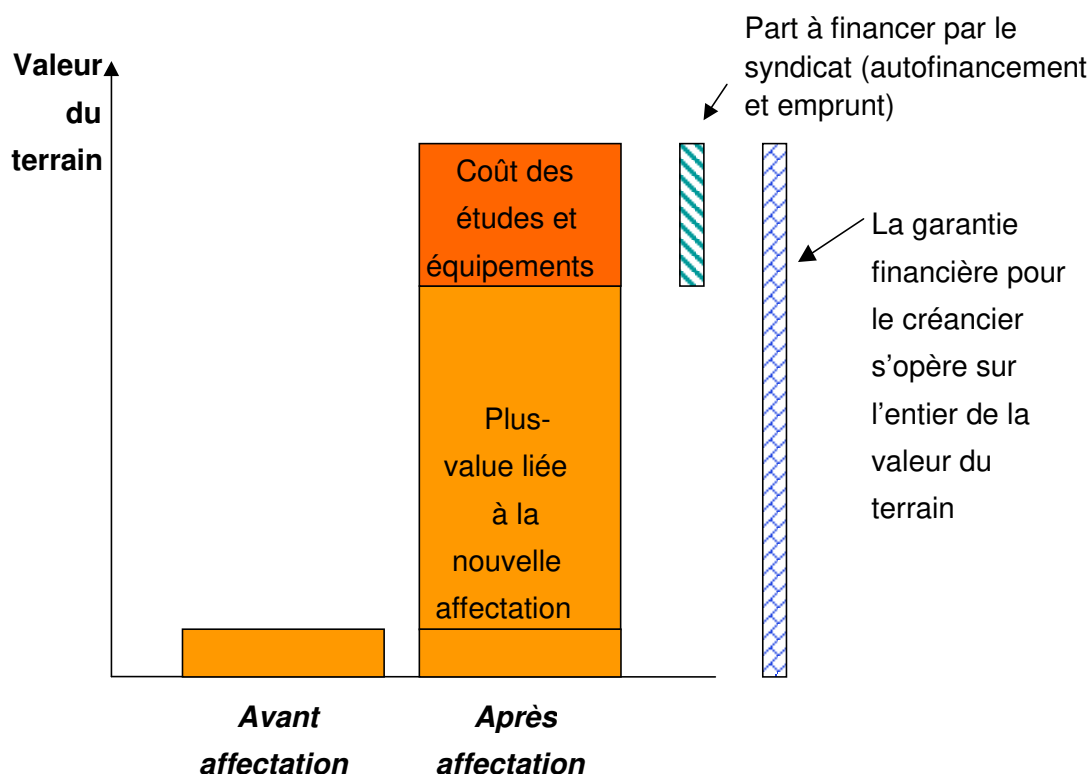 Part à financer par le
syndicat (autofinancement
et emprunt)
Valeur
du
terrain
Coût des
études et
équipements
La garantie
financière pour
le créancier
s’opère sur
l’entier de la
valeur du
terrain
Plus-
value liée
à la
nouvelle
affectation
Avant
affectation
Après
affectation